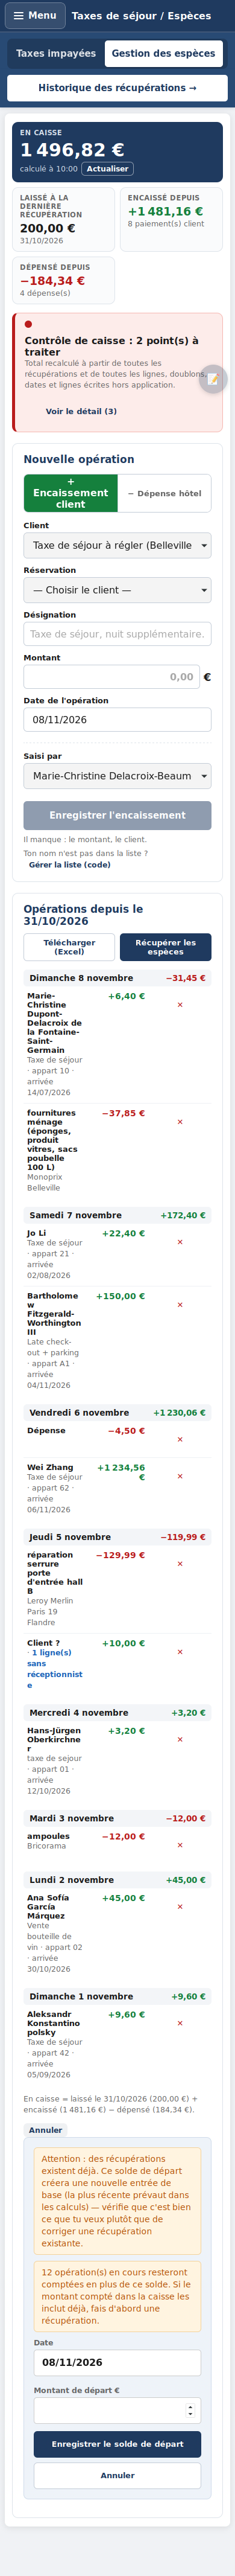 Menu
Taxes de séjour / Espèces
Taxes impayées
Gestion des espèces
Historique des récupérations →
EN CAISSE
1 496,82 €
calculé à 10:00
Actualiser
LAISSÉ À LA
DERNIÈRE
RÉCUPÉRATION
200,00 €
31/10/2026
ENCAISSÉ DEPUIS
+1 481,16 €
8 paiement(s) client
DÉPENSÉ DEPUIS
−184,34 €
4 dépense(s)
Contrôle de caisse : 2 point(s) à
traiter
Total recalculé à partir de toutes les
récupérations et de toutes les lignes, doublons,
dates et lignes écrites hors application.
Voir le détail (3)
Nouvelle opération
+
Encaissement
client
− Dépense hôtel
Client
Taxe de séjour à régler (Belleville
Réservation
— Choisir le client —
Désignation
Taxe de séjour, nuit supplémentaire.
Montant
0,00 €
Date de l'opération
08/11/2026
Saisi par
Marie-Christine Delacroix-Beaum
Enregistrer l'encaissement
Il manque : le montant, le client.
Ton nom n'est pas dans la liste ?
Gérer la liste (code)
Opérations depuis le
31/10/2026
Télécharger
(Excel)
Récupérer les
espèces
Dimanche 8 novembre −31,45 €
Marie-
Christine
Dupont-
Delacroix de
la Fontaine-
Saint-
Germain
+6,40 € ×
Taxe de séjour
· appart 10 ·
arrivée
14/07/2026
fournitures
ménage
(éponges,
produit
vitres, sacs
poubelle
100 L)
−37,85 € ×
Monoprix
Belleville
Samedi 7 novembre +172,40 €
Jo Li +22,40 € ×
Taxe de séjour
· appart 21 ·
arrivée
02/08/2026
Bartholome
w
Fitzgerald-
Worthington
III
+150,00 € ×
Late check-
out + parking
· appart A1 ·
arrivée
04/11/2026
Vendredi 6 novembre +1 230,06 €
Dépense −4,50 € ×
Wei Zhang +1 234,56
€ ×
Taxe de séjour
· appart 62 ·
arrivée
06/11/2026
Jeudi 5 novembre −119,99 €
réparation
serrure
porte
d'entrée hall
B
−129,99 € ×
Leroy Merlin
Paris 19
Flandre
Client ? +10,00 € ×
· 1 ligne(s)
sans
réceptionnist
e
Mercredi 4 novembre +3,20 €
Hans-Jürgen
Oberkirchne
r
+3,20 € ×
taxe de sejour
· appart 01 ·
arrivée
12/10/2026
Mardi 3 novembre −12,00 €
ampoules −12,00 € ×
Bricorama
Lundi 2 novembre +45,00 €
Ana Sofía
García
Márquez
+45,00 € ×
Vente
bouteille de
vin · appart 02
· arrivée
30/10/2026
Dimanche 1 novembre +9,60 €
Aleksandr
Konstantino
polsky
+9,60 € ×
Taxe de séjour
· appart 42 ·
arrivée
05/09/2026
En caisse = laissé le 31/10/2026 (200,00 €) +
encaissé (1 481,16 €) − dépensé (184,34 €).
Annuler
Attention : des récupérations
existent déjà. Ce solde de départ
créera une nouvelle entrée de
base (la plus récente prévaut dans
les calculs) — vérifie que c'est bien
ce que tu veux plutôt que de
corriger une récupération
existante.
12 opération(s) en cours resteront
comptées en plus de ce solde. Si le
montant compté dans la caisse les
inclut déjà, fais d'abord une
récupération.
Date
08/11/2026
Montant de départ €
Enregistrer le solde de départ
Annuler